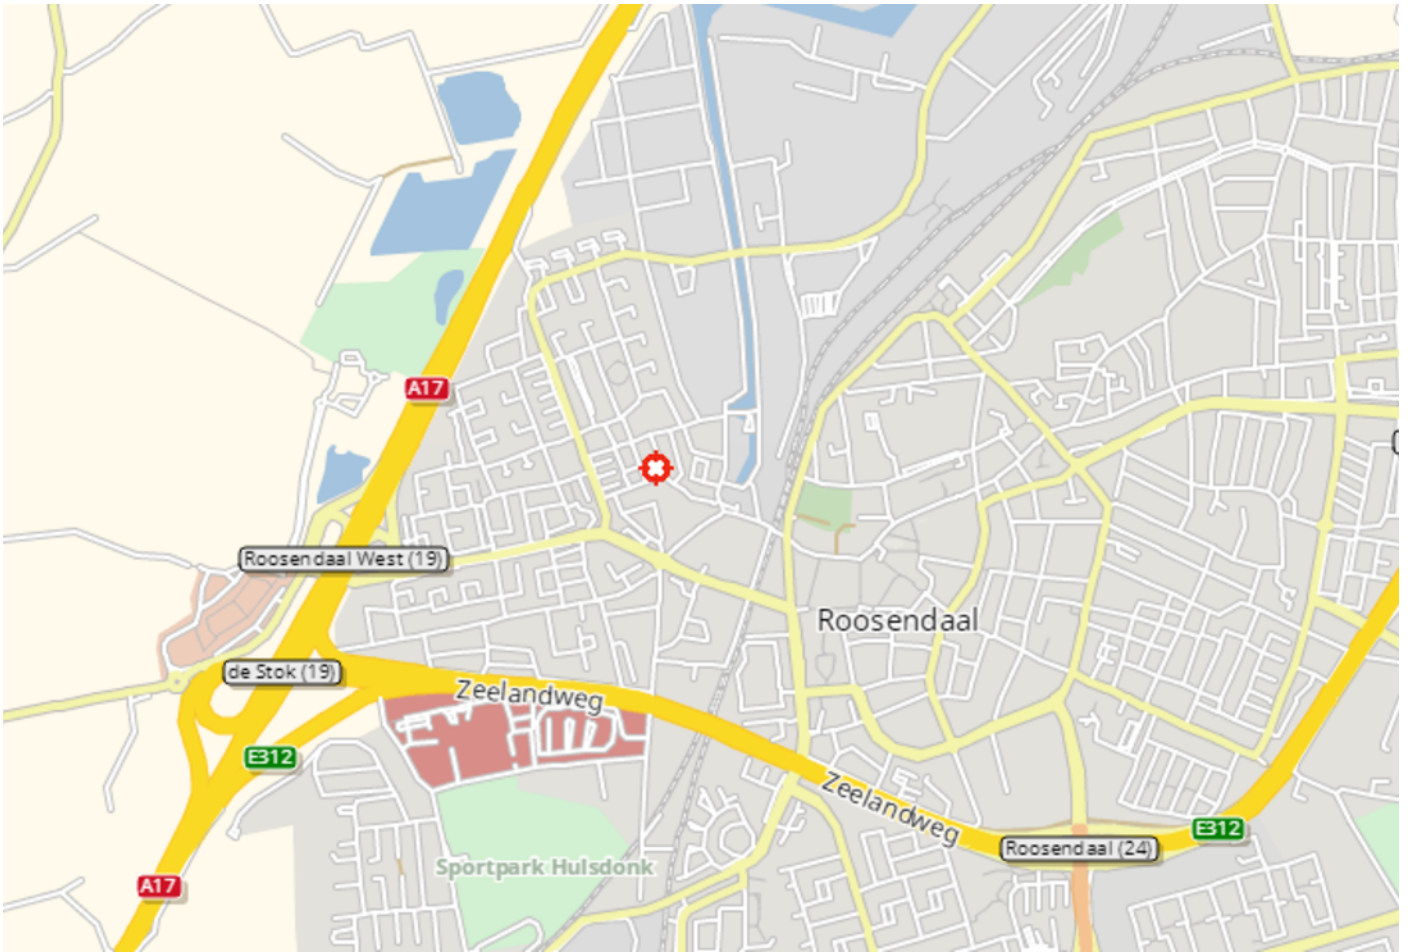 A17
Roosendaal West (19)
Roosendaal
de Stok (19)
Zeelandweg
E312
Zeelandweg
E312
Roosendaal (24)
Sportpark Hulsdonk
A17